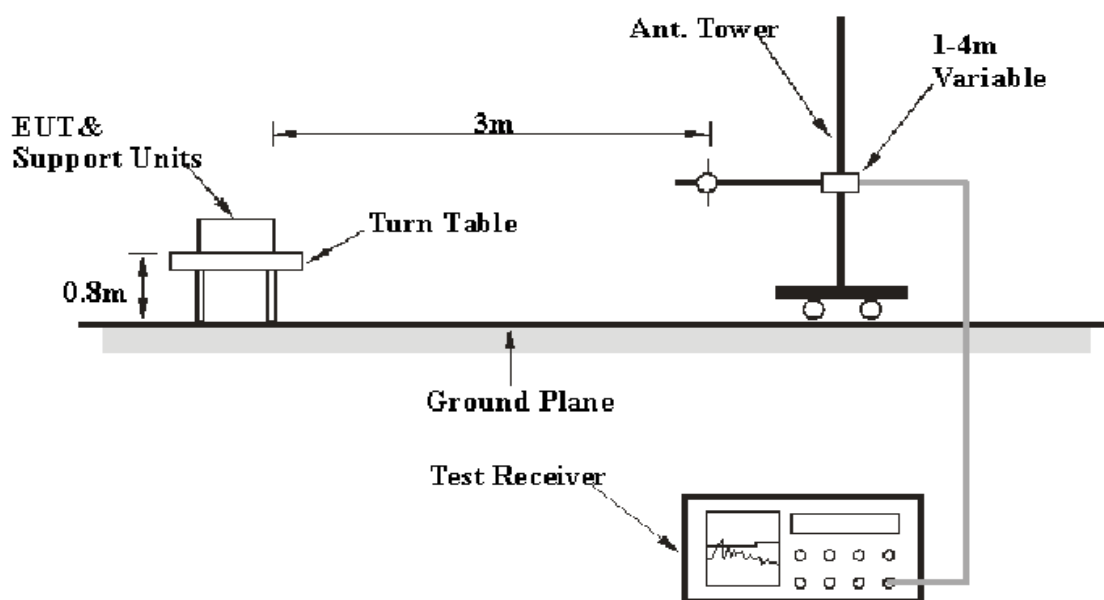 Ant. Tower
1-4m
Variable
3m
EUT&
Support Units
Turn Table
0.8m
Ground Plane
Test Receiver